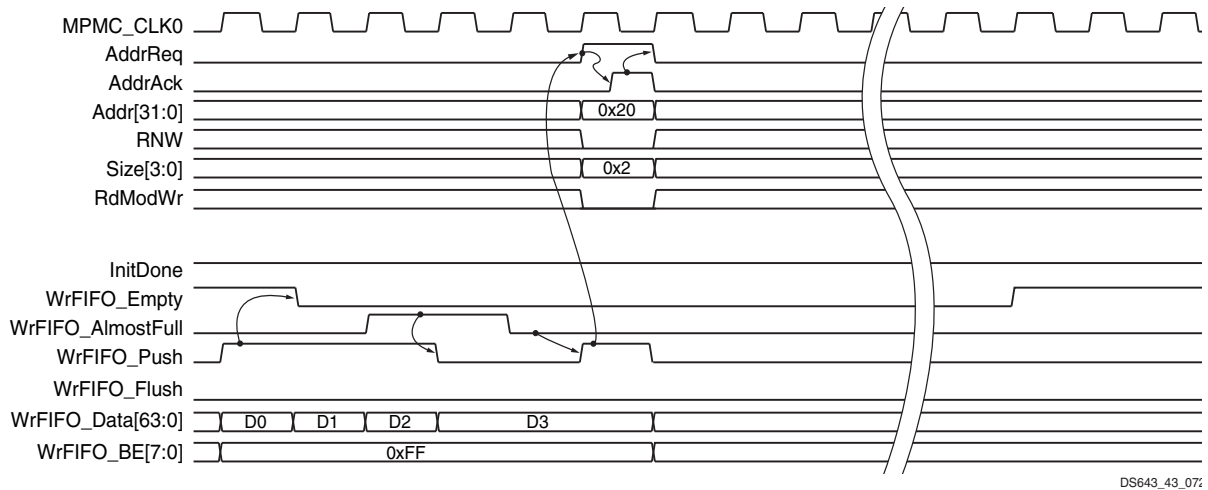 MPMC_CLK0
AddrReq
AddrAck
Addr[31:0] 0x20
RNW
Size[3:0] 0x2
RdModWr
InitDone
WrFIFO_Empty
WrFIFO_AlmostFull
WrFIFO_Push
WrFIFO_Flush
WrFIFO_Data[63:0] D0 D1 D2 D3
WrFIFO_BE[7:0] 0xFF
DS643_43_072